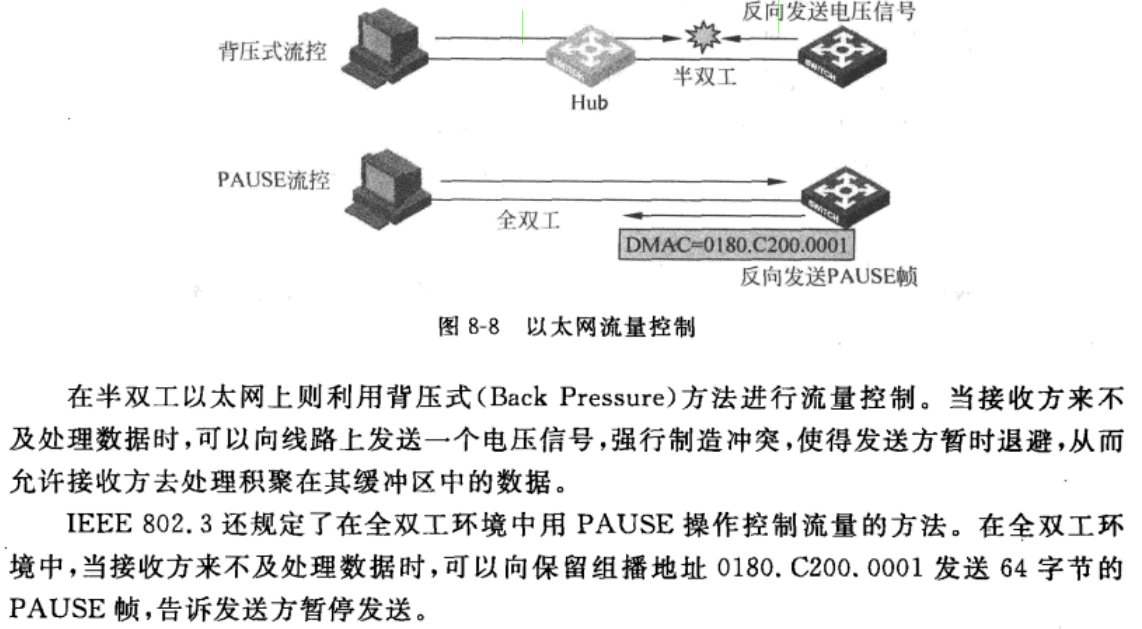 反向发送电压信号
背压式流控
SWITCH
半双工
Hub
PAUSE流控
SWITCH
全双工
DMAC=0180.C200.0001
反向发送PAUSE帧
图 8-8 以太网流量控制
在半双工以太网上则利用背压式(Back Pressure)方法进行流量控制。当接收方来不
及处理数据时,可以向线路上发送一个电压信号,强行制造冲突,使得发送方暂时退避,从而
允许接收方去处理积聚在其缓冲区中的数据。
IEEE 802.3 还规定了在全双工环境中用 PAUSE 操作控制流量的方法。在全双工环
境中,当接收方来不及处理数据时,可以向保留组播地址 0180. C200. 0001 发送 64 字节的
PAUSE 帧,告诉发送方暂停发送。